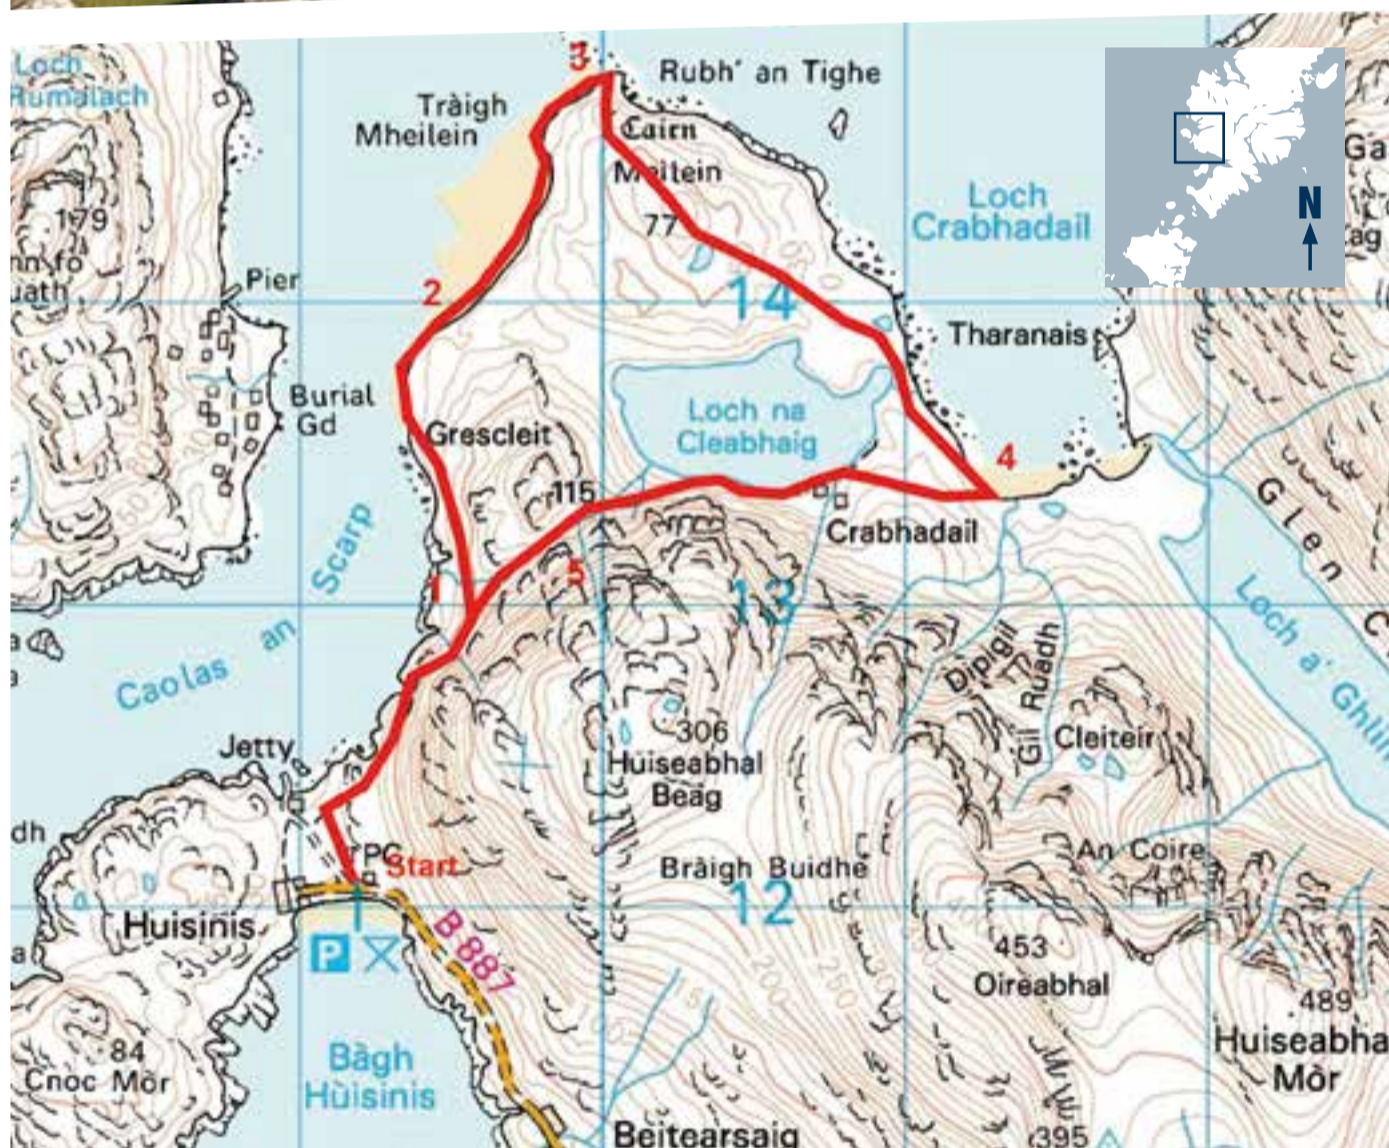 Loch
Rumalach
3
Rubh' an Tighe
Tràigh
Mheilein
Cairn
Meilein
179
77
N
Loch
Crabhadail
Pier
2
14
Tharanais
Burial
Gd
Loch na
Cleabhaig
Grescleit
4
115
Glen
Crabhadail
Caolas an Scarp
1
5
13
Loch a' Ghlinne
Dipigil
Gil Ruadh
Cleiteir
306
Huiseabhal
Beag
Jetty
dh
PC
Start
An Coire
Bràigh Buidhe
12
Huisinis
P
B 887
453
Oireabhal
250
489
Huiseabha
Mòr
84
Cnoc Mòr
Bàgh
Hùisinis
Beitearsaig
395